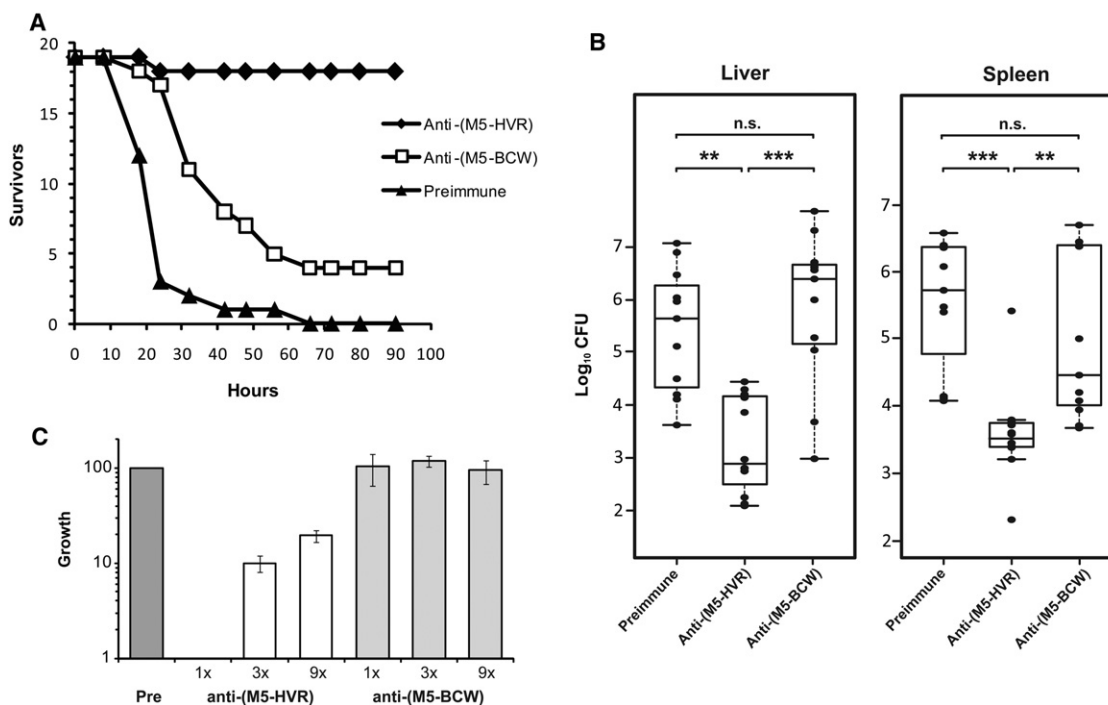 A
20
15
10
5
0
Survivors
0 10 20 30 40 50 60 70 80 90 100
Hours
Anti-(M5-HVR)
Anti-(M5-BCW)
Preimmune
B
Liver
n.s.
** ***
7
6
5
4
3
2
Log₁₀ CFU
Preimmune
Anti-(M5-HVR)
Anti-(M5-BCW)
Spleen
n.s.
*** **
7
6
5
4
3
2
Preimmune
Anti-(M5-HVR)
Anti-(M5-BCW)
C
100
10
1
Growth
1x 3x 9x 1x 3x 9x
Pre anti-(M5-HVR) anti-(M5-BCW)